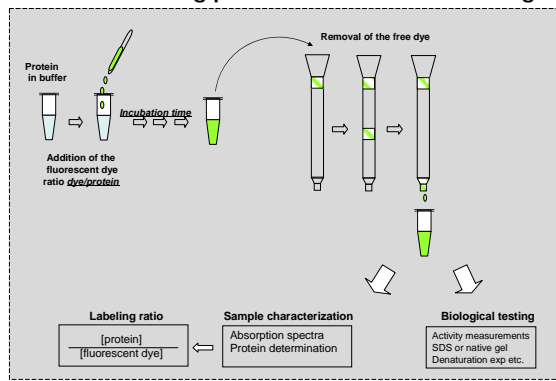 Removal of the free dye
Protein
in buffer
Incubation time
Addition of the
fluorescent dye
ratio dye/protein
Labeling ratio
[protein]
[fluorescent dye]
Sample characterization
Absorption spectra
Protein determination
Biological testing
Activity measurements
SDS or native gel
Denaturation exp etc.